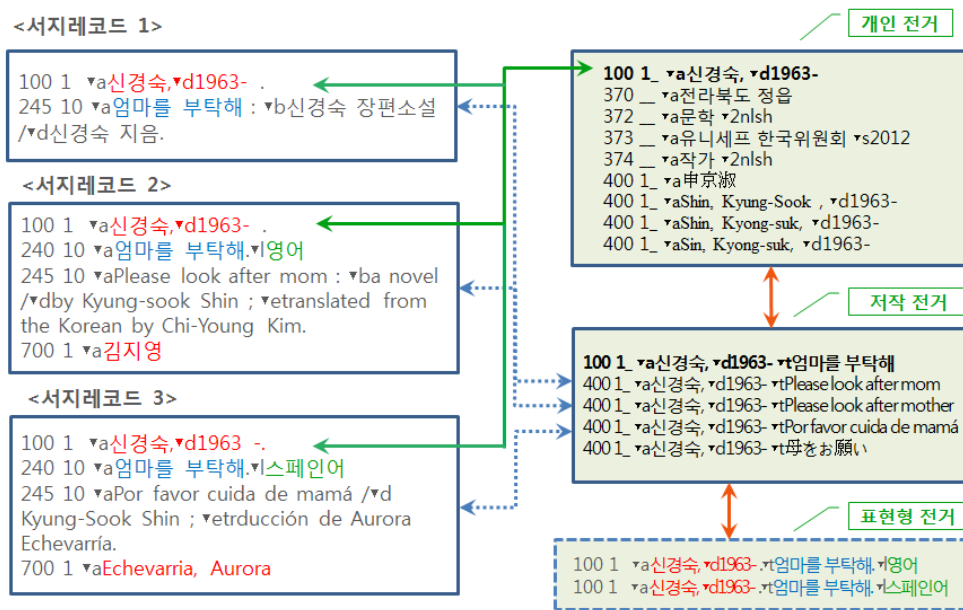 <서지레코드 1>
100 1 ▼a신경숙,▼d1963- .
245 10 ▼a엄마를 부탁해 : ▼b신경숙 장편소설
/▼d신경숙 지음.
<서지레코드 2>
100 1 ▼a신경숙,▼d1963- .
240 10 ▼a엄마를 부탁해.▼l영어
245 10 ▼aPlease look after mom : ▼ba novel
/▼dby Kyung-sook Shin ; ▼etranslated from
the Korean by Chi-Young Kim.
700 1 ▼a김지영
<서지레코드 3>
100 1 ▼a신경숙,▼d1963 -.
240 10 ▼a엄마를 부탁해.▼l스페인어
245 10 ▼aPor favor cuida de mamá /▼d
Kyung-Sook Shin ; ▼etrducción de Aurora
Echevarría.
700 1 ▼aEchevarria, Aurora
개인 전거
100 1_ ▼a신경숙, ▼d1963-
370 __ ▼a전라북도 정읍
372 __ ▼a문학 ▼2nlsh
373 __ ▼a유니세프 한국위원회 ▼s2012
374 __ ▼a작가 ▼2nlsh
400 1_ ▼a申京淑
400 1_ ▼aShin, Kyung-Sook , ▼d1963-
400 1_ ▼aShin, Kyong-suk, ▼d1963-
400 1_ ▼aSin, Kyong-suk, ▼d1963-
저작 전거
100 1_ ▼a신경숙, ▼d1963- ▼t엄마를 부탁해
400 1_ ▼a신경숙, ▼d1963- ▼tPlease look after mom
400 1_ ▼a신경숙, ▼d1963- ▼tPlease look after mother
400 1_ ▼a신경숙, ▼d1963- ▼tPor favor cuida de mamá
400 1_ ▼a신경숙, ▼d1963- ▼t母をお願い
표현형 전거
100 1 ▼a신경숙,▼d1963-.▼t엄마를 부탁해.▼l영어
100 1 ▼a신경숙,▼d1963-.▼t엄마를 부탁해.▼l스페인어